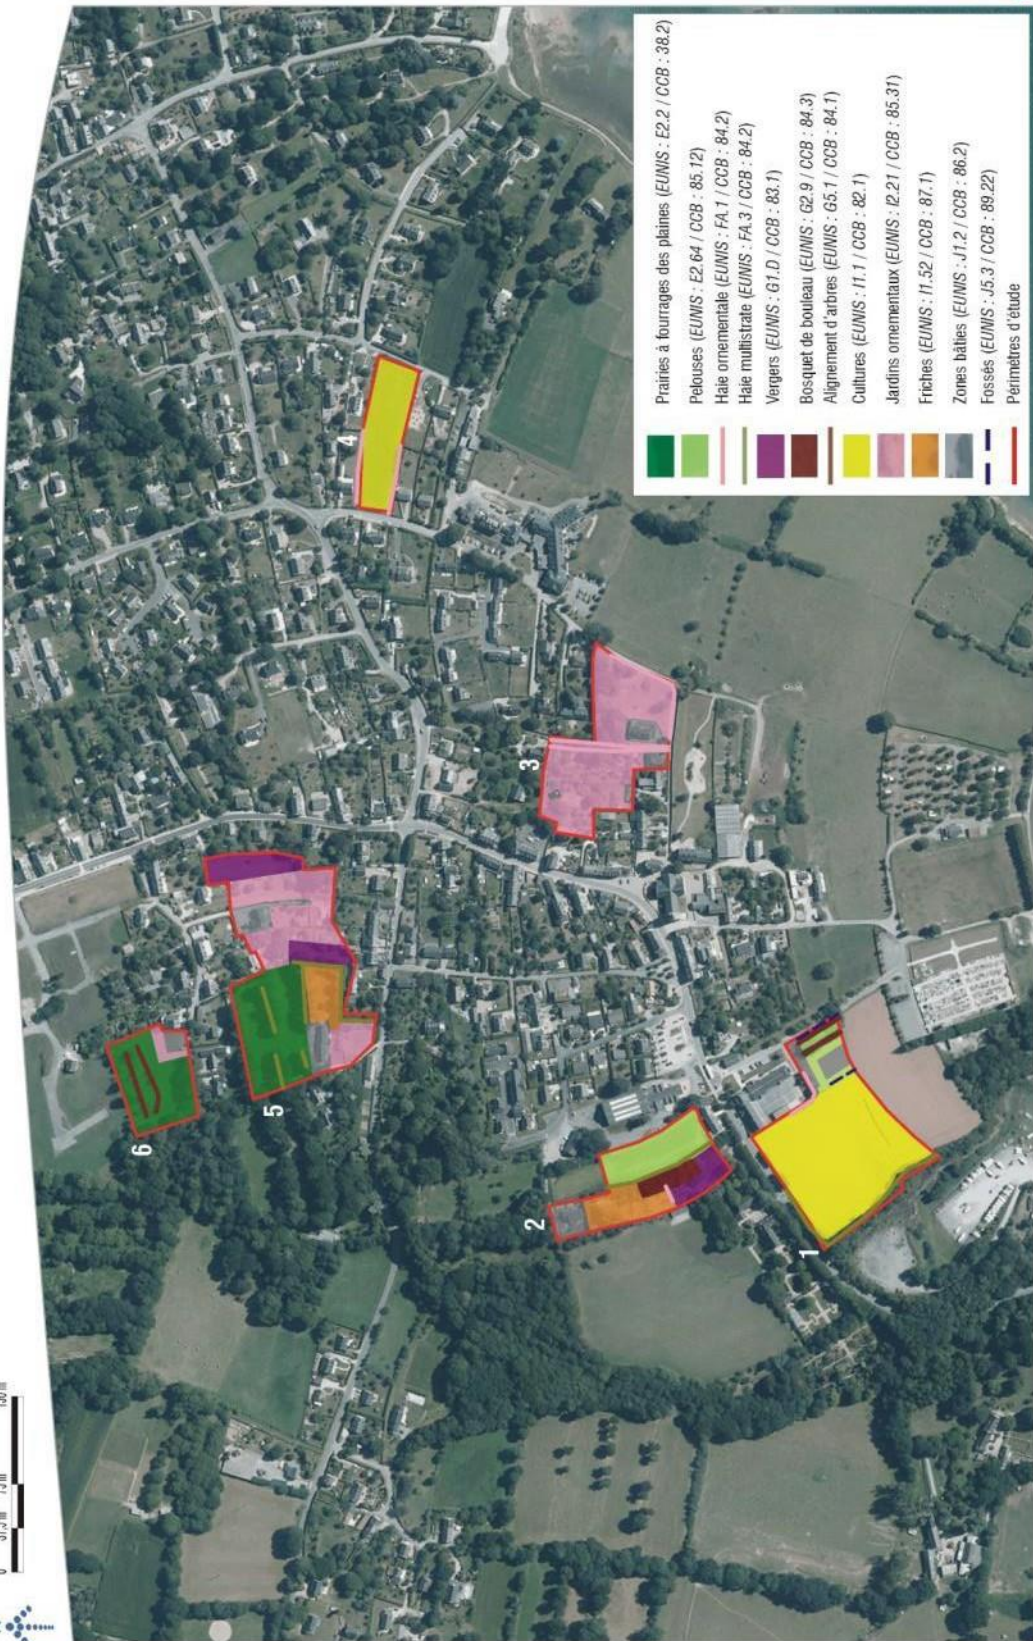 Prairies à fourrages des plaines (EUNIS : E2.2 / CCB : 38.2)
Pelouses (EUNIS : E2.64 / CCB : 85.12)
Haie ornementale (EUNIS : FA.1 / CCB : 84.2)
Haie multistrate (EUNIS : FA.3 / CCB : 84.2)
Vergers (EUNIS : G1.D / CCB : 83.1)
Bosquet de bouleau (EUNIS : G2.9 / CCB : 84.3)
Alignement d'arbres (EUNIS : G5.1 / CCB : 84.1)
Cultures (EUNIS : I1.1 / CCB : 82.1)
Jardins ornementaux (EUNIS : I2.21 / CCB : 85.31)
Friches (EUNIS : I1.52 / CCB : 87.1)
Zones bâties (EUNIS : J1.2 / CCB : 86.2)
Fossés (EUNIS : J5.3 / CCB : 89.22)
Périmètres d'étude
6
5
4
3
2
1
0